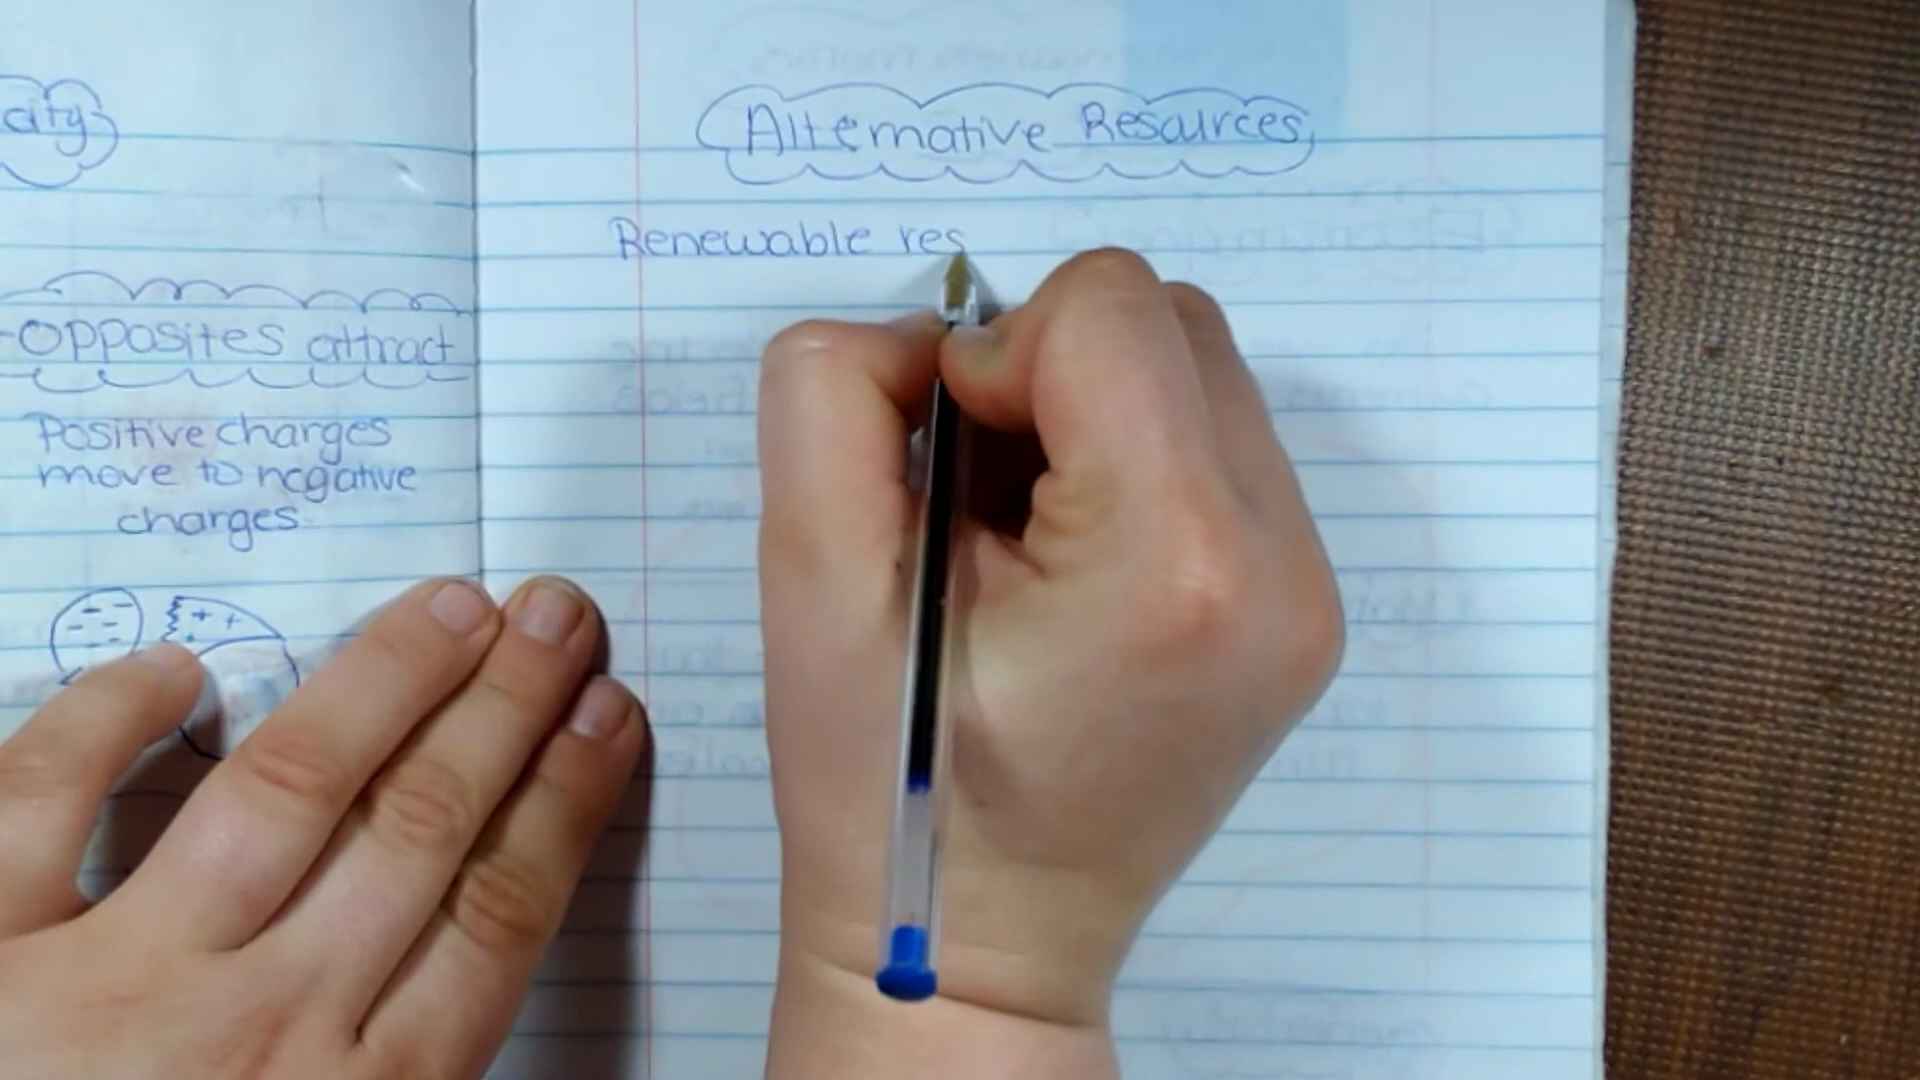 city
-Opposites attract
Positive charges
move to negative
charges.
Alternative Resources
Renewable res